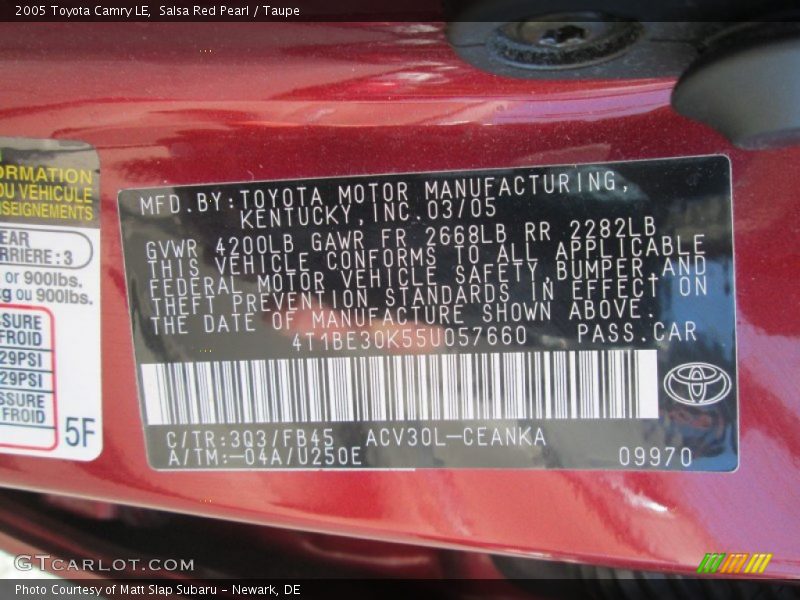 2005 Toyota Camry LE, Salsa Red Pearl / Taupe
ORMATION
OU VÉHICULE
NSEIGNEMENTS
EAR
RRIERE:3
or 900lbs.
kg ou 900lbs.
SSURE
FROID
29PSI
29PSI
SSURE
FROID
5F
MFD.BY:TOYOTA MOTOR MANUFACTURING,
KENTUCKY,INC.03/05
GVWR 4200LB GAWR FR 2668LB RR 2282LB
THIS VEHICLE CONFORMS TO ALL APPLICABLE
FEDERAL MOTOR VEHICLE SAFETY,BUMPER,AND
THEFT PREVENTION STANDARDS IN EFFECT ON
THE DATE OF MANUFACTURE SHOWN ABOVE.
4T1BE30K55U057660 PASS.CAR
C/TR:3Q3/FB45 ACV30L-CEANKA
A/TM:-04A/U250E 09970
GTCARLOT.COM
Photo Courtesy of Matt Slap Subaru - Newark, DE